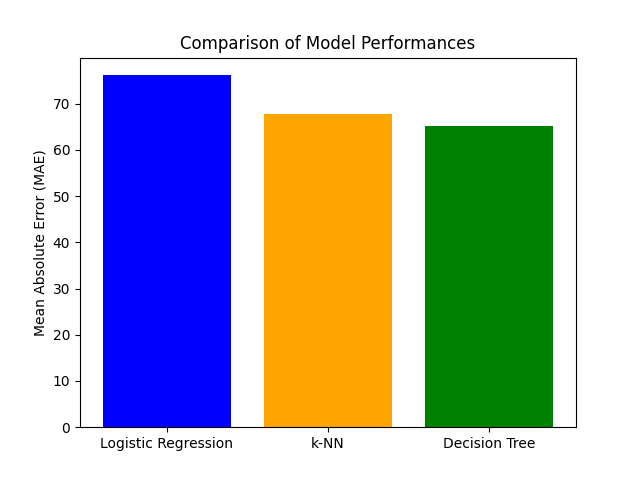 Comparison of Model Performances
Mean Absolute Error (MAE)
70
60
50
40
30
20
10
0
Logistic Regression
k-NN
Decision Tree